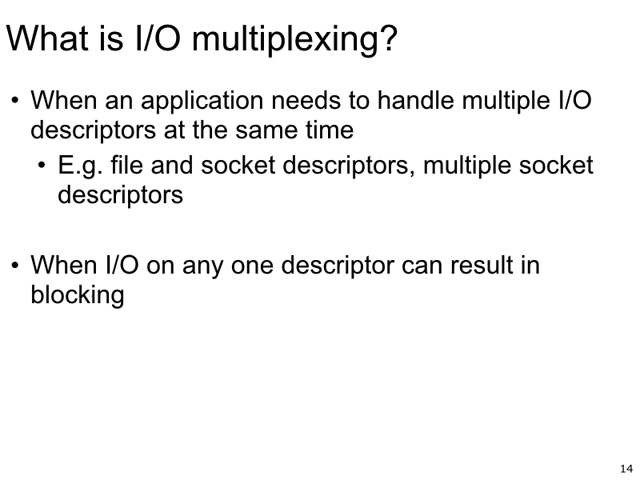 What is I/O multiplexing?
• When an application needs to handle multiple I/O
descriptors at the same time
• E.g. file and socket descriptors, multiple socket
descriptors
• When I/O on any one descriptor can result in
blocking
14